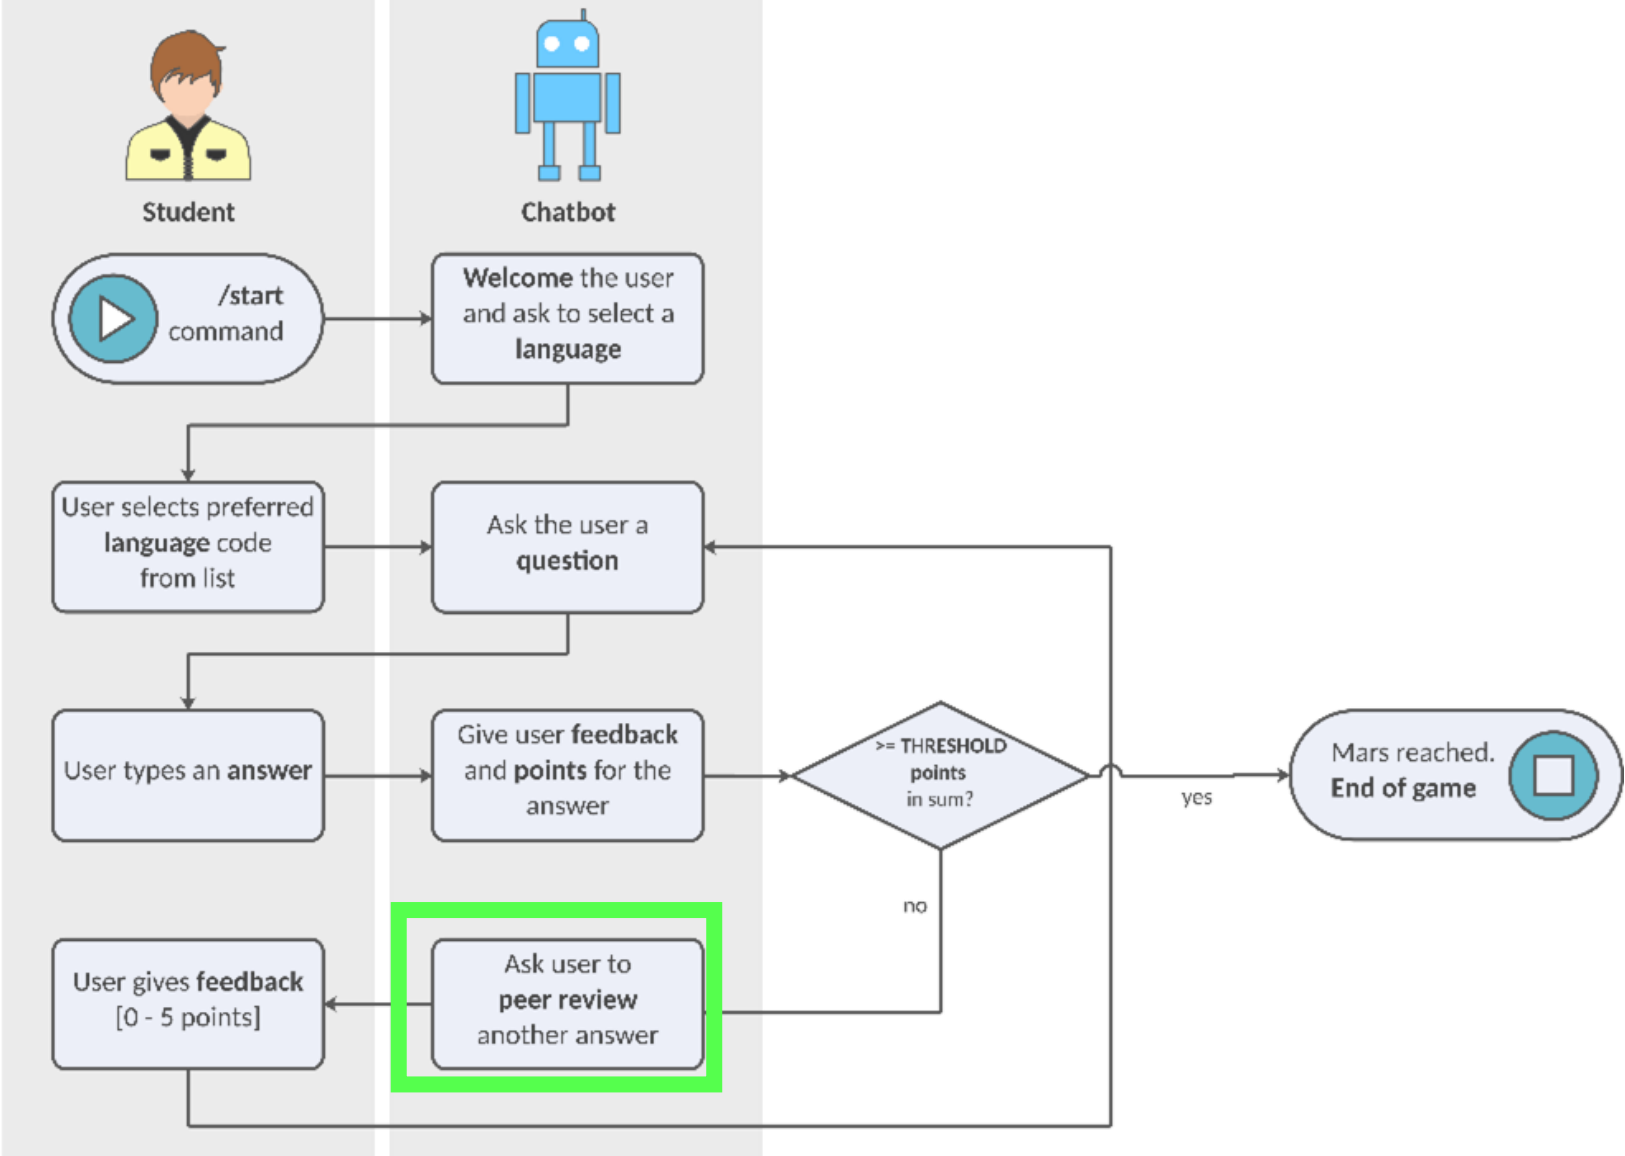 Student
Chatbot
/start
command
Welcome the user
and ask to select a
language
User selects preferred
language code
from list
Ask the user a
question
User types an answer
Give user feedback
and points for the
answer
>= THRESHOLD
points
in sum?
yes
Mars reached.
End of game
no
User gives feedback
[0 - 5 points]
Ask user to
peer review
another answer